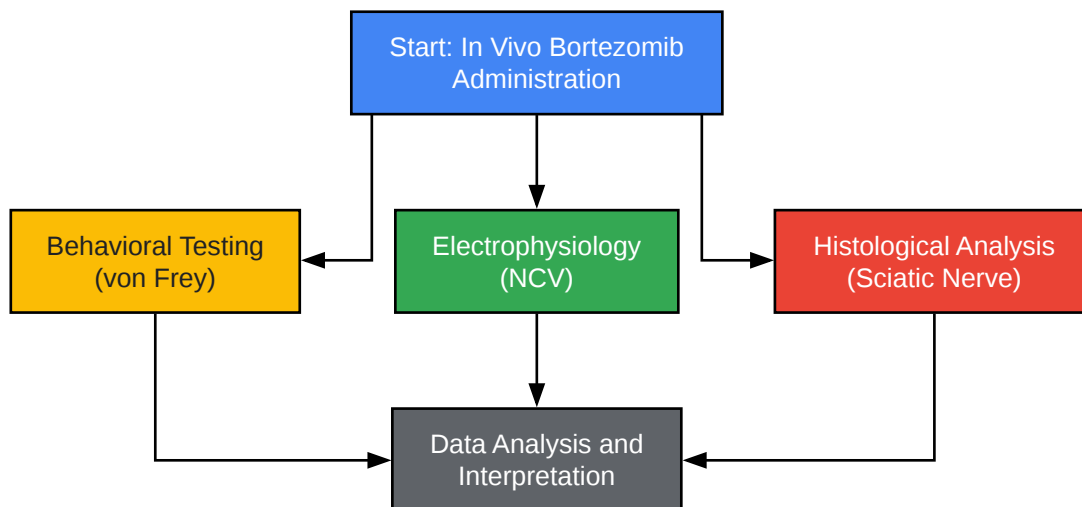 Start: In Vivo Bortezomib
Administration
Behavioral Testing
(von Frey)
Electrophysiology
(NCV)
Histological Analysis
(Sciatic Nerve)
Data Analysis and
Interpretation